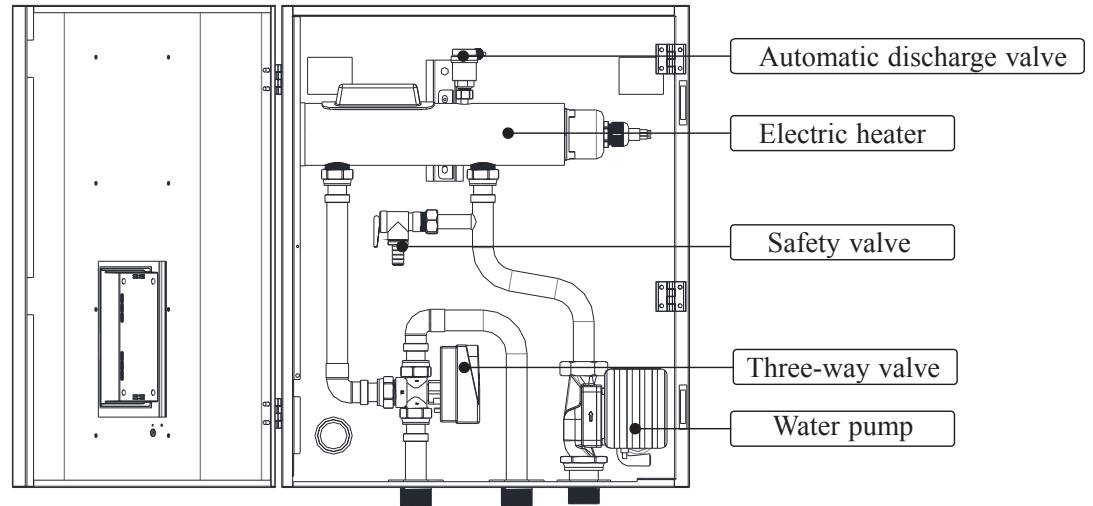 Automatic discharge valve
Electric heater
Safety valve
Three-way valve
Water pump